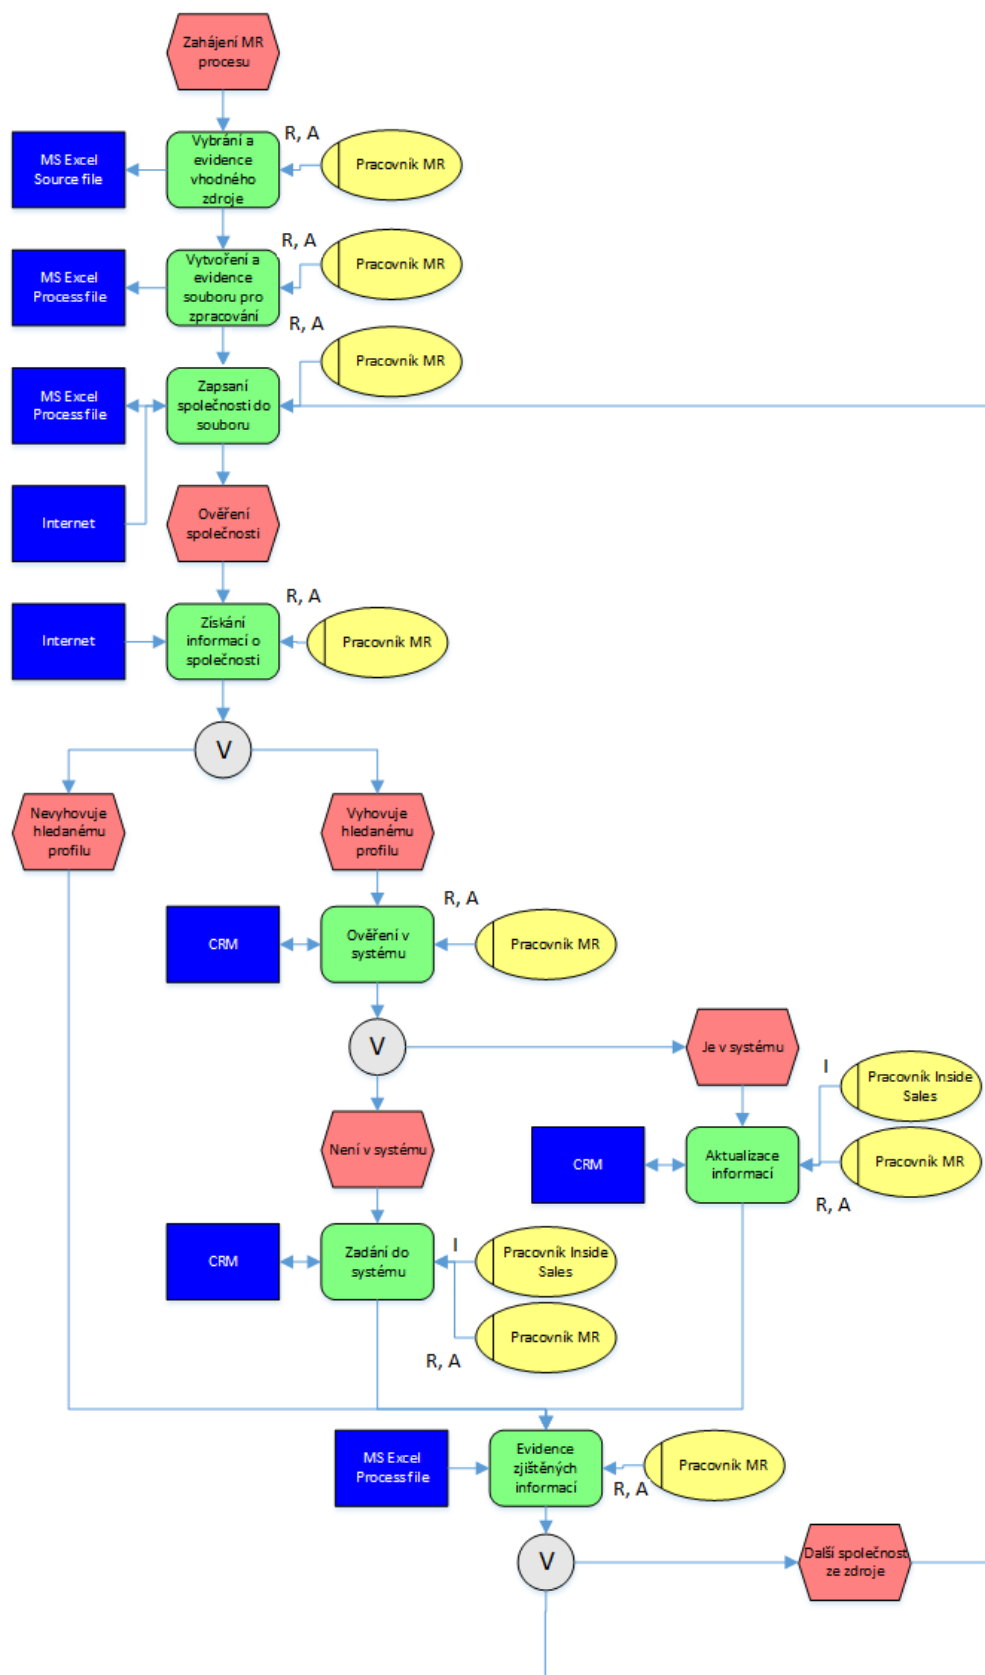 Zahájení MR
procesu
R, A
MS Excel
Source file
Vybrání a
evidence
vhodného
zdroje
Pracovník MR
R, A
MS Excel
Process file
Vytvoření a
evidence
souboru pro
zpracování
Pracovník MR
R, A
MS Excel
Process file
Zapsaní
společnosti do
souboru
Pracovník MR
Internet
Ověření
společnosti
R, A
Internet
Získání
informací o
společnosti
Pracovník MR
V
Nevyhovuje
hledanému
profilu
Vyhovuje
hledanému
profilu
R, A
CRM
Ověření v
systému
Pracovník MR
V
Je v systému
I
Pracovník Inside
Sales
Není v systému
CRM
Aktualizace
informací
Pracovník MR
R, A
CRM
Zadání do
systému
I
Pracovník Inside
Sales
Pracovník MR
R, A
MS Excel
Process file
Evidence
zjištěných
informací
Pracovník MR
R, A
V
Další společnost
ze zdroje